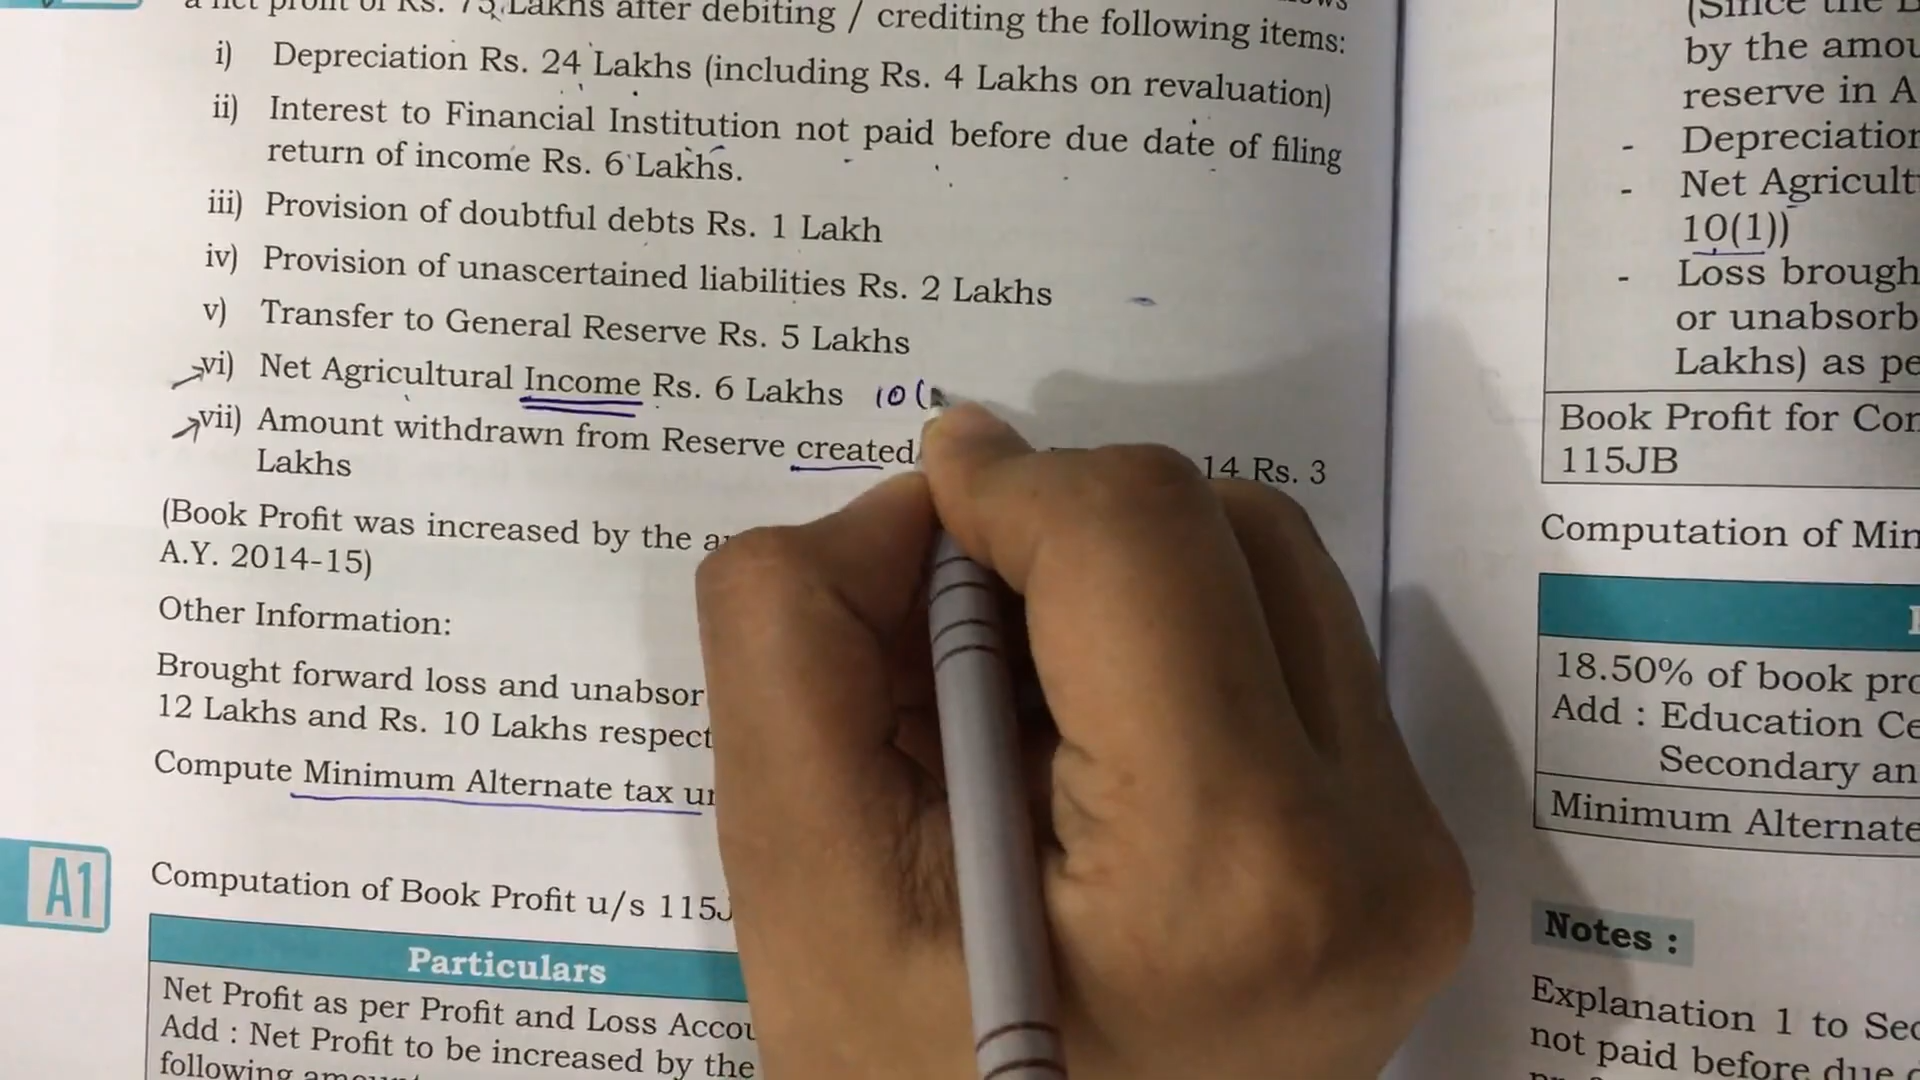 a net profit of Rs. 75 Lakhs after debiting / crediting the following items:
i) Depreciation Rs. 24 Lakhs (including Rs. 4 Lakhs on revaluation)
ii) Interest to Financial Institution not paid before due date of filing
return of income Rs. 6 Lakhs.
iii) Provision of doubtful debts Rs. 1 Lakh
iv) Provision of unascertained liabilities Rs. 2 Lakhs
v) Transfer to General Reserve Rs. 5 Lakhs
vi) Net Agricultural Income Rs. 6 Lakhs 10(
vii) Amount withdrawn from Reserve created 14 Rs. 3
Lakhs
(Book Profit was increased by the
A.Y. 2014-15)
Other Information:
Brought forward loss and unabsor
12 Lakhs and Rs. 10 Lakhs respect
Compute Minimum Alternate tax u
A1
Computation of Book Profit u/s 115J
Particulars
Net Profit as per Profit and Loss Accou
Add : Net Profit to be increased by the
following amount
(Since the
by the amou
reserve in A
- Depreciation
- Net Agricult
10(1))
- Loss brough
or unabsorb
Lakhs) as pe
Book Profit for Com
115JB
Computation of Min
18.50% of book pro
Add : Education Ce
Secondary an
Minimum Alternate
Notes :
Explanation 1 to Sec
not paid before due